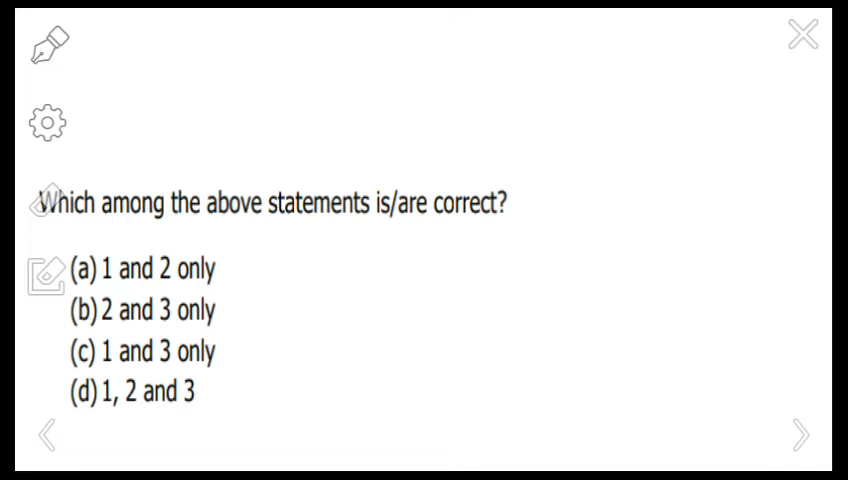 Which among the above statements is/are correct?
(a) 1 and 2 only
(b) 2 and 3 only
(c) 1 and 3 only
(d) 1, 2 and 3